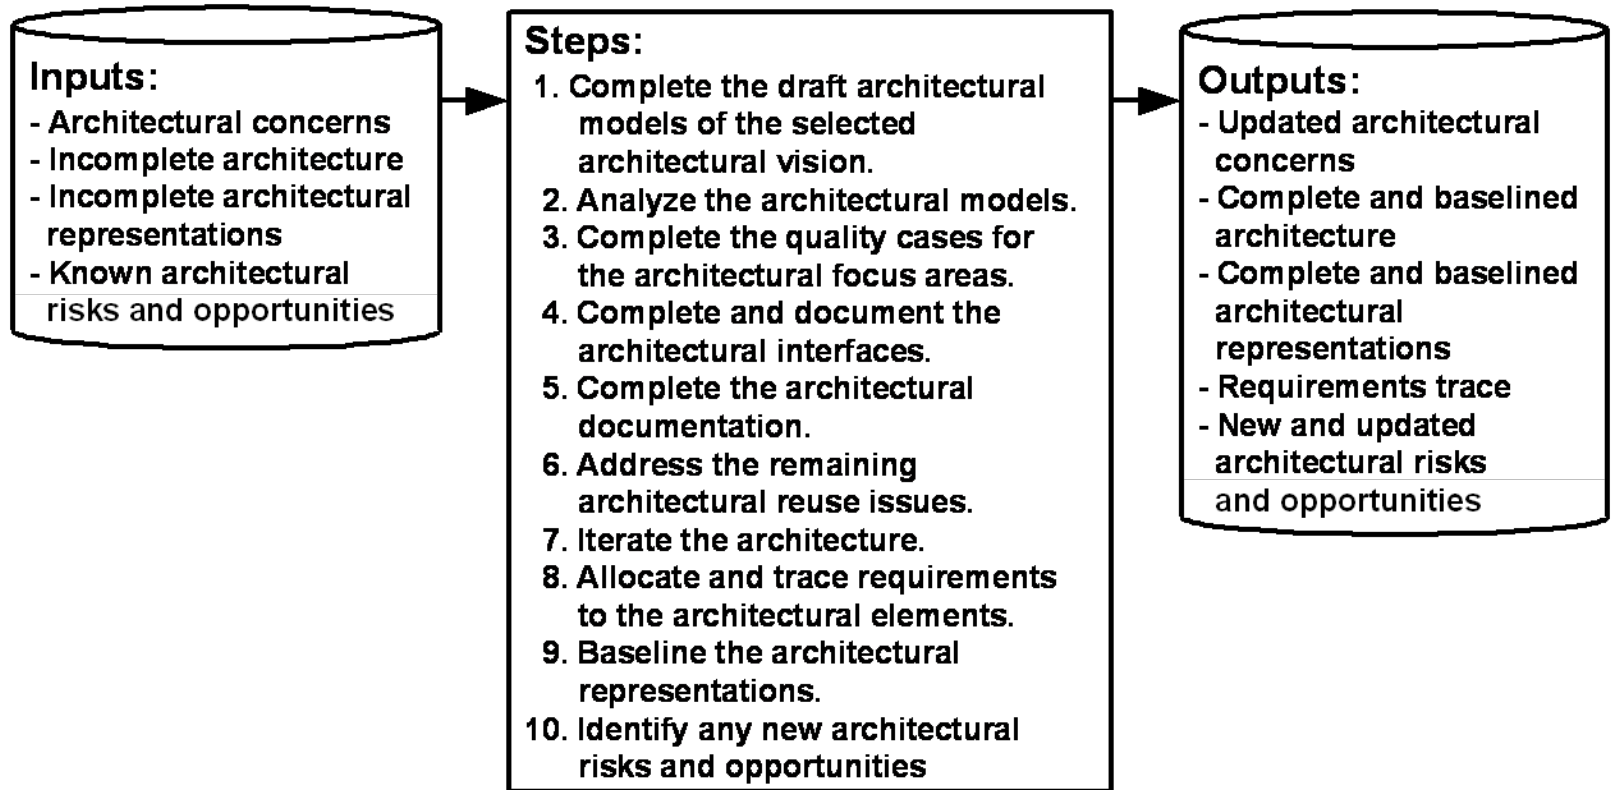 Inputs:
- Architectural concerns
- Incomplete architecture
- Incomplete architectural
representations
- Known architectural
risks and opportunities
Steps:
1. Complete the draft architectural
models of the selected
architectural vision.
2. Analyze the architectural models.
3. Complete the quality cases for
the architectural focus areas.
4. Complete and document the
architectural interfaces.
5. Complete the architectural
documentation.
6. Address the remaining
architectural reuse issues.
7. Iterate the architecture.
8. Allocate and trace requirements
to the architectural elements.
9. Baseline the architectural
representations.
10. Identify any new architectural
risks and opportunities
Outputs:
- Updated architectural
concerns
- Complete and baselined
architecture
- Complete and baselined
architectural
representations
- Requirements trace
- New and updated
architectural risks
and opportunities